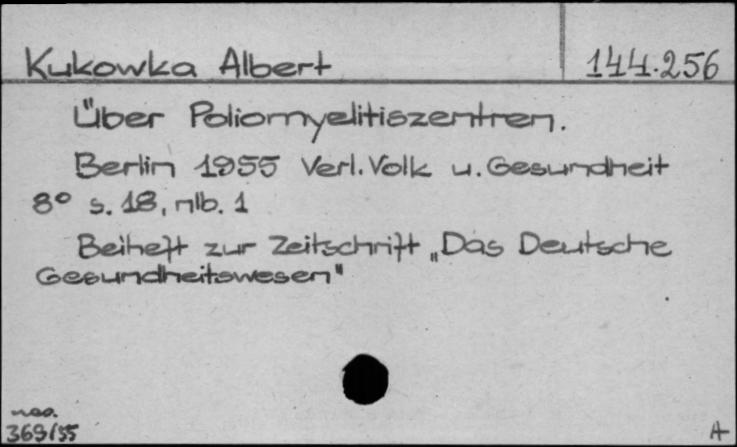 Kukowka Albert 144.256
Über Poliomyelitiszentren.
Berlin 1955 Verl. Volk u. Gesundheit
8° s. 18, nlb. 1
Beiheft zur Zeitschrift „Das Deutsche
Gesundheitswesen"
369/55 A